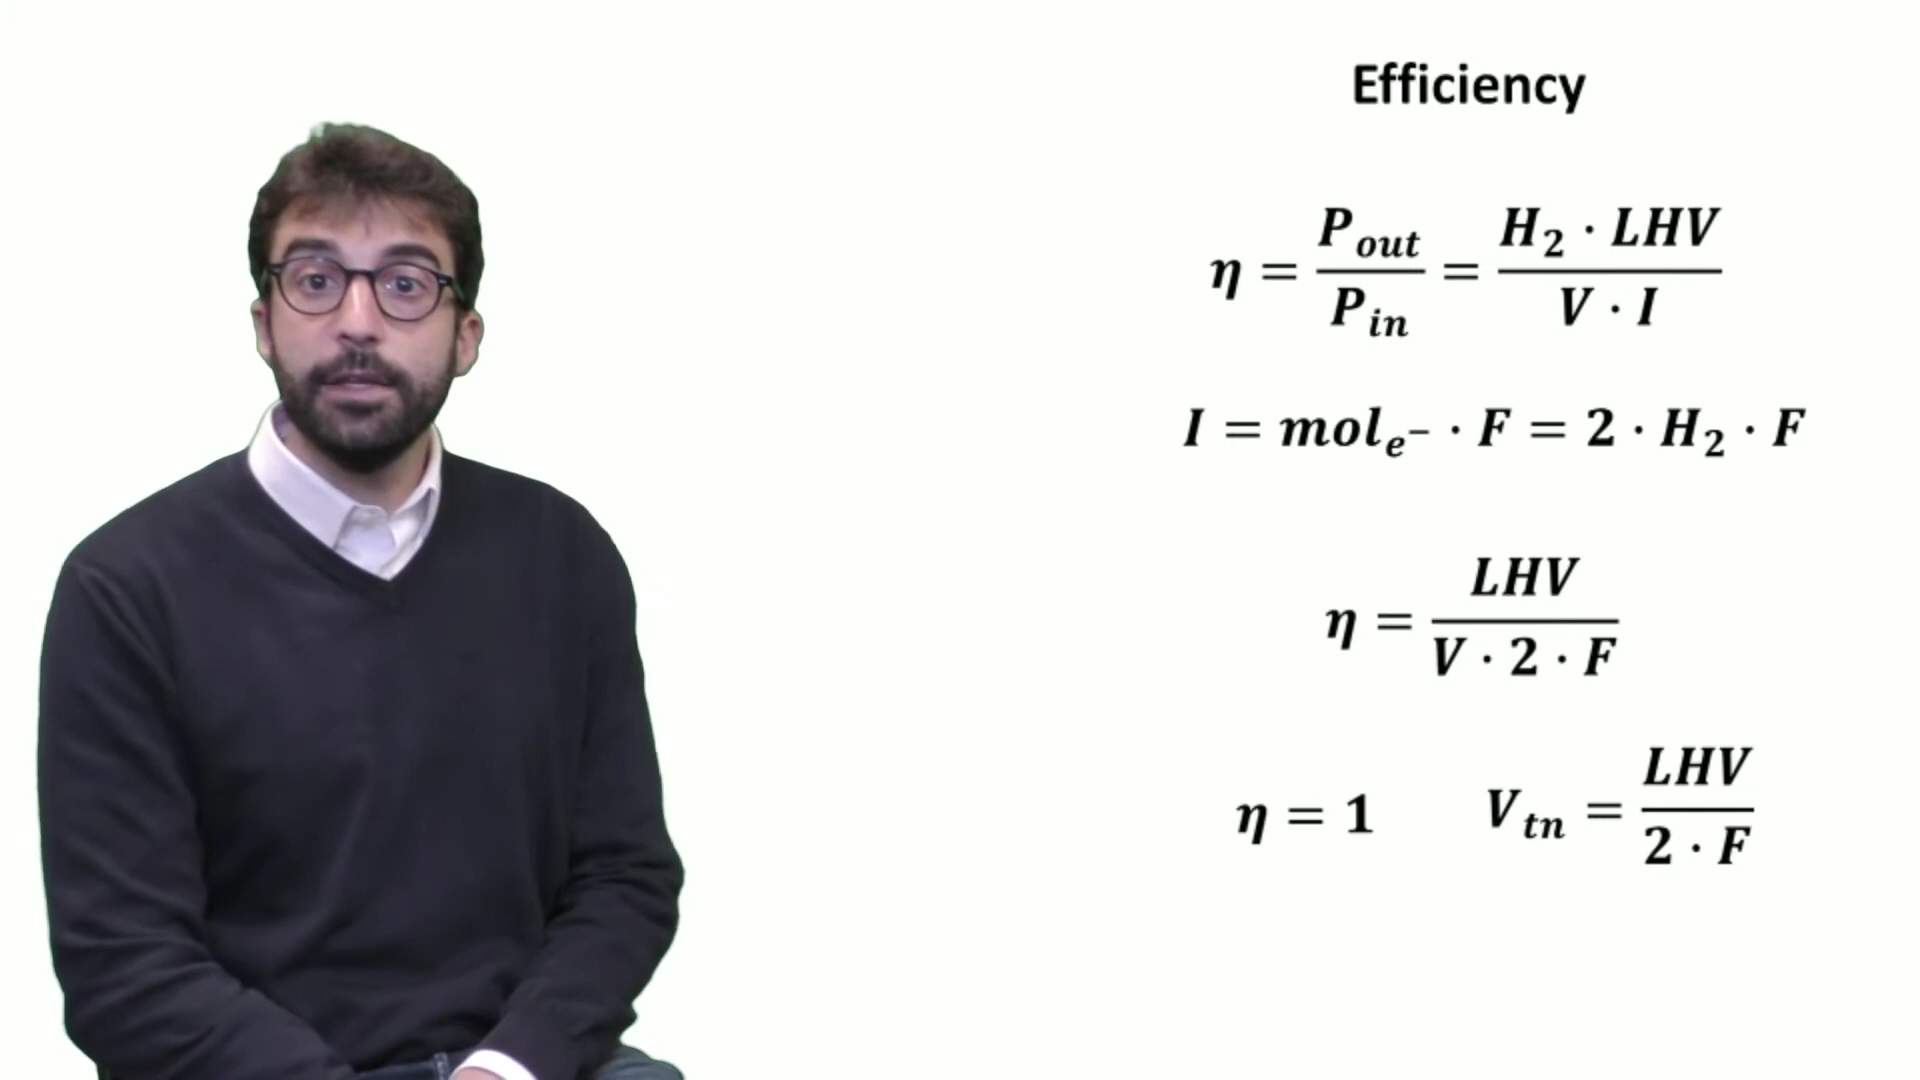 Efficiency
η = P_out / P_in = H₂ · LHV / V · I
I = mol_e⁻ · F = 2 · H₂ · F
η = LHV / V · 2 · F
η = 1 V_tn = LHV / 2 · F